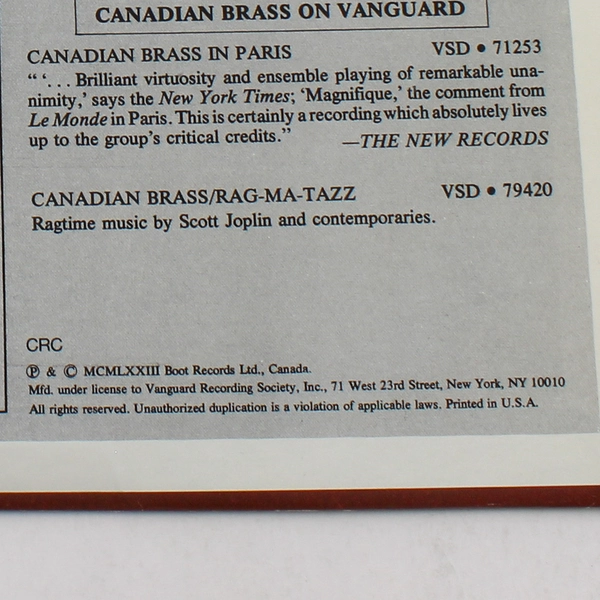 CANADIAN BRASS ON VANGUARD
CANADIAN BRASS IN PARIS VSD • 71253
“ ‘. . . Brilliant virtuosity and ensemble playing of remarkable una-
nimity,’ says the New York Times; ‘Magnifique,’ the comment from
Le Monde in Paris. This is certainly a recording which absolutely lives
up to the group’s critical credits.” —THE NEW RECORDS
CANADIAN BRASS/RAG-MA-TAZZ VSD • 79420
Ragtime music by Scott Joplin and contemporaries.
CRC
Ⓟ & Ⓒ MCMLXXIII Boot Records Ltd., Canada.
Mfd. under license to Vanguard Recording Society, Inc., 71 West 23rd Street, New York, NY 10010
All rights reserved. Unauthorized duplication is a violation of applicable laws. Printed in U.S.A.